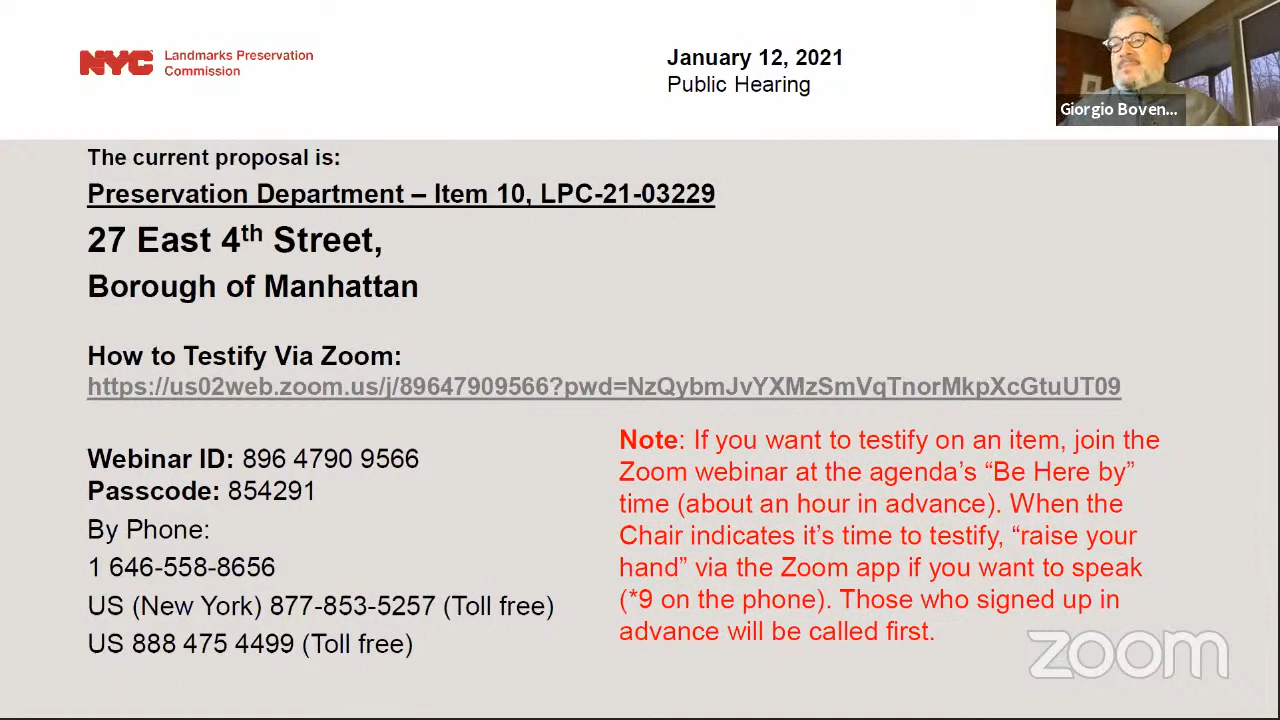 NYC Landmarks Preservation
Commission
January 12, 2021
Public Hearing
Giorgio Boven...
The current proposal is:
Preservation Department – Item 10, LPC-21-03229
27 East 4th Street,
Borough of Manhattan
How to Testify Via Zoom:
https://us02web.zoom.us/j/89647909566?pwd=NzQybmJvYXMzSmVqTnorMkpXcGtuUT09
Webinar ID: 896 4790 9566
Passcode: 854291
By Phone:
1 646-558-8656
US (New York) 877-853-5257 (Toll free)
US 888 475 4499 (Toll free)
Note: If you want to testify on an item, join the
Zoom webinar at the agenda’s “Be Here by”
time (about an hour in advance). When the
Chair indicates it’s time to testify, “raise your
hand” via the Zoom app if you want to speak
(*9 on the phone). Those who signed up in
advance will be called first.
zoom